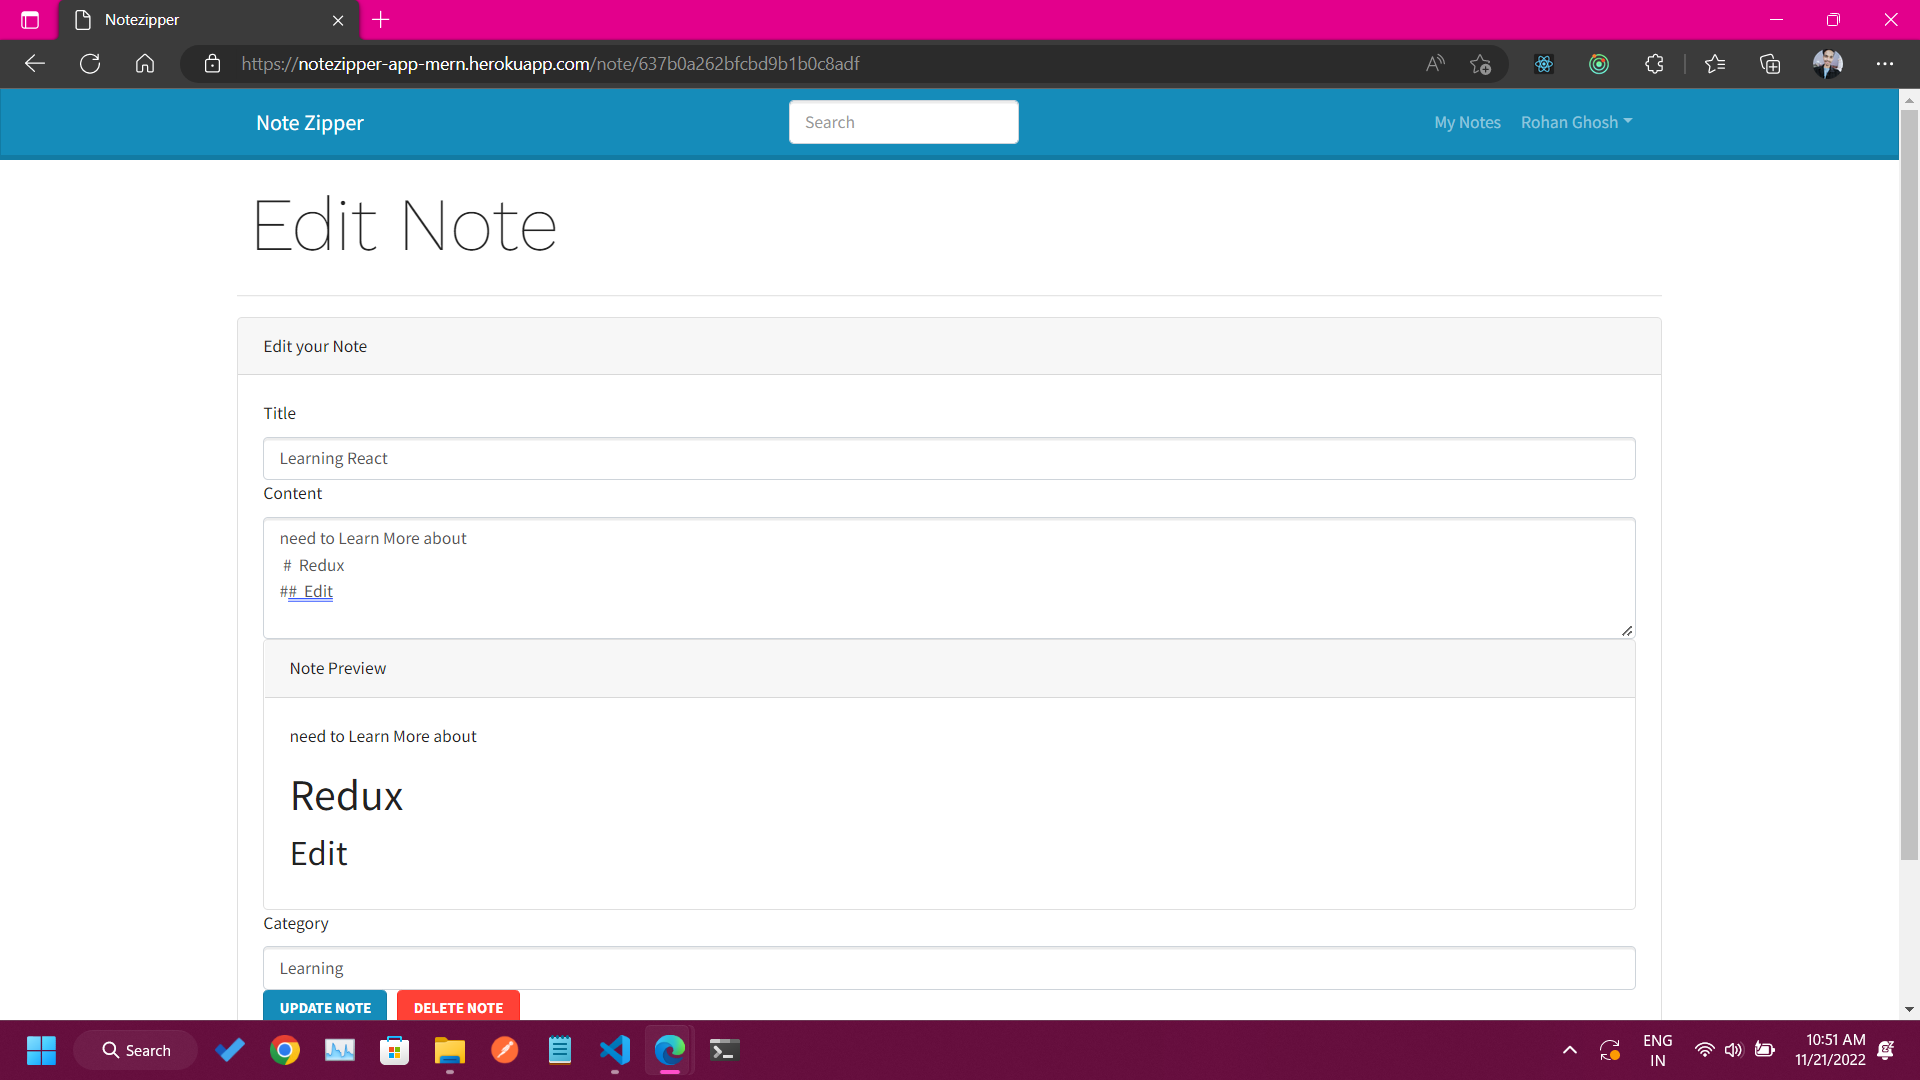 Notezipper
https://notezipper-app-mern.herokuapp.com/note/637b0a262bfcbd9b1b0c8adf
Note Zipper
Search
My Notes
Rohan Ghosh
Edit Note
Edit your Note
Title
Learning React
Content
need to Learn More about
# Redux
## Edit
Note Preview
need to Learn More about
Redux
Edit
Category
Learning
UPDATE NOTE
DELETE NOTE
Search
ENG
IN
10:51 AM
11/21/2022